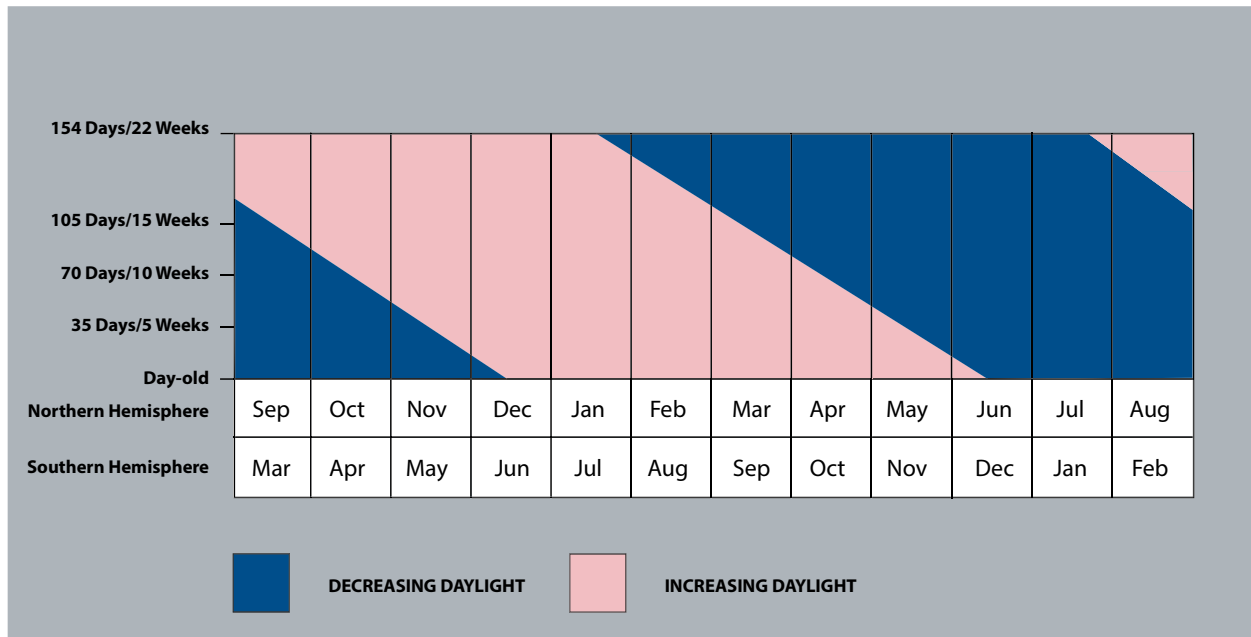 154 Days/22 Weeks
105 Days/15 Weeks
70 Days/10 Weeks
35 Days/5 Weeks
Day-old
Northern Hemisphere Sep Oct Nov Dec Jan Feb Mar Apr May Jun Jul Aug
Southern Hemisphere Mar Apr May Jun Jul Aug Sep Oct Nov Dec Jan Feb
DECREASING DAYLIGHT INCREASING DAYLIGHT